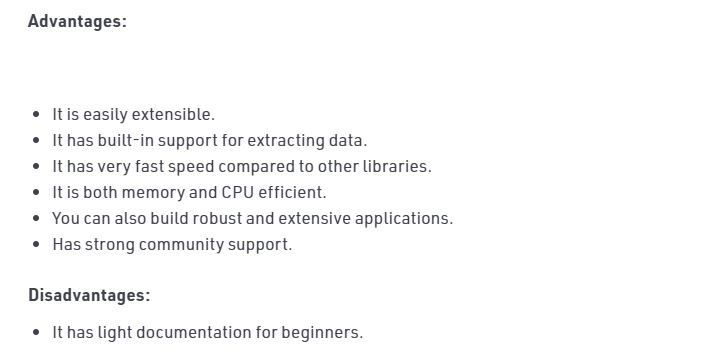 Advantages:
• It is easily extensible.
• It has built-in support for extracting data.
• It has very fast speed compared to other libraries.
• It is both memory and CPU efficient.
• You can also build robust and extensive applications.
• Has strong community support.
Disadvantages:
• It has light documentation for beginners.